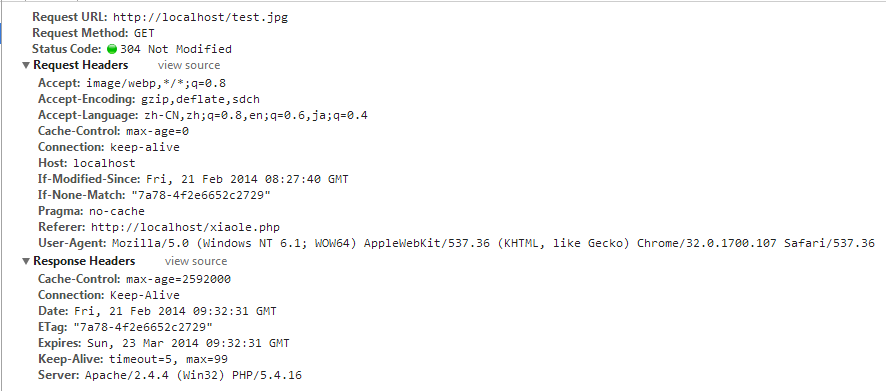 Request URL: http://localhost/test.jpg
Request Method: GET
Status Code: 304 Not Modified
Request Headers view source
Accept: image/webp,*/*;q=0.8
Accept-Encoding: gzip,deflate,sdch
Accept-Language: zh-CN,zh;q=0.8,en;q=0.6,ja;q=0.4
Cache-Control: max-age=0
Connection: keep-alive
Host: localhost
If-Modified-Since: Fri, 21 Feb 2014 08:27:40 GMT
If-None-Match: "7a78-4f2e6652c2729"
Pragma: no-cache
Referer: http://localhost/xiaole.php
User-Agent: Mozilla/5.0 (Windows NT 6.1; WOW64) AppleWebKit/537.36 (KHTML, like Gecko) Chrome/32.0.1700.107 Safari/537.36
Response Headers view source
Cache-Control: max-age=2592000
Connection: Keep-Alive
Date: Fri, 21 Feb 2014 09:32:31 GMT
ETag: "7a78-4f2e6652c2729"
Expires: Sun, 23 Mar 2014 09:32:31 GMT
Keep-Alive: timeout=5, max=99
Server: Apache/2.4.4 (Win32) PHP/5.4.16